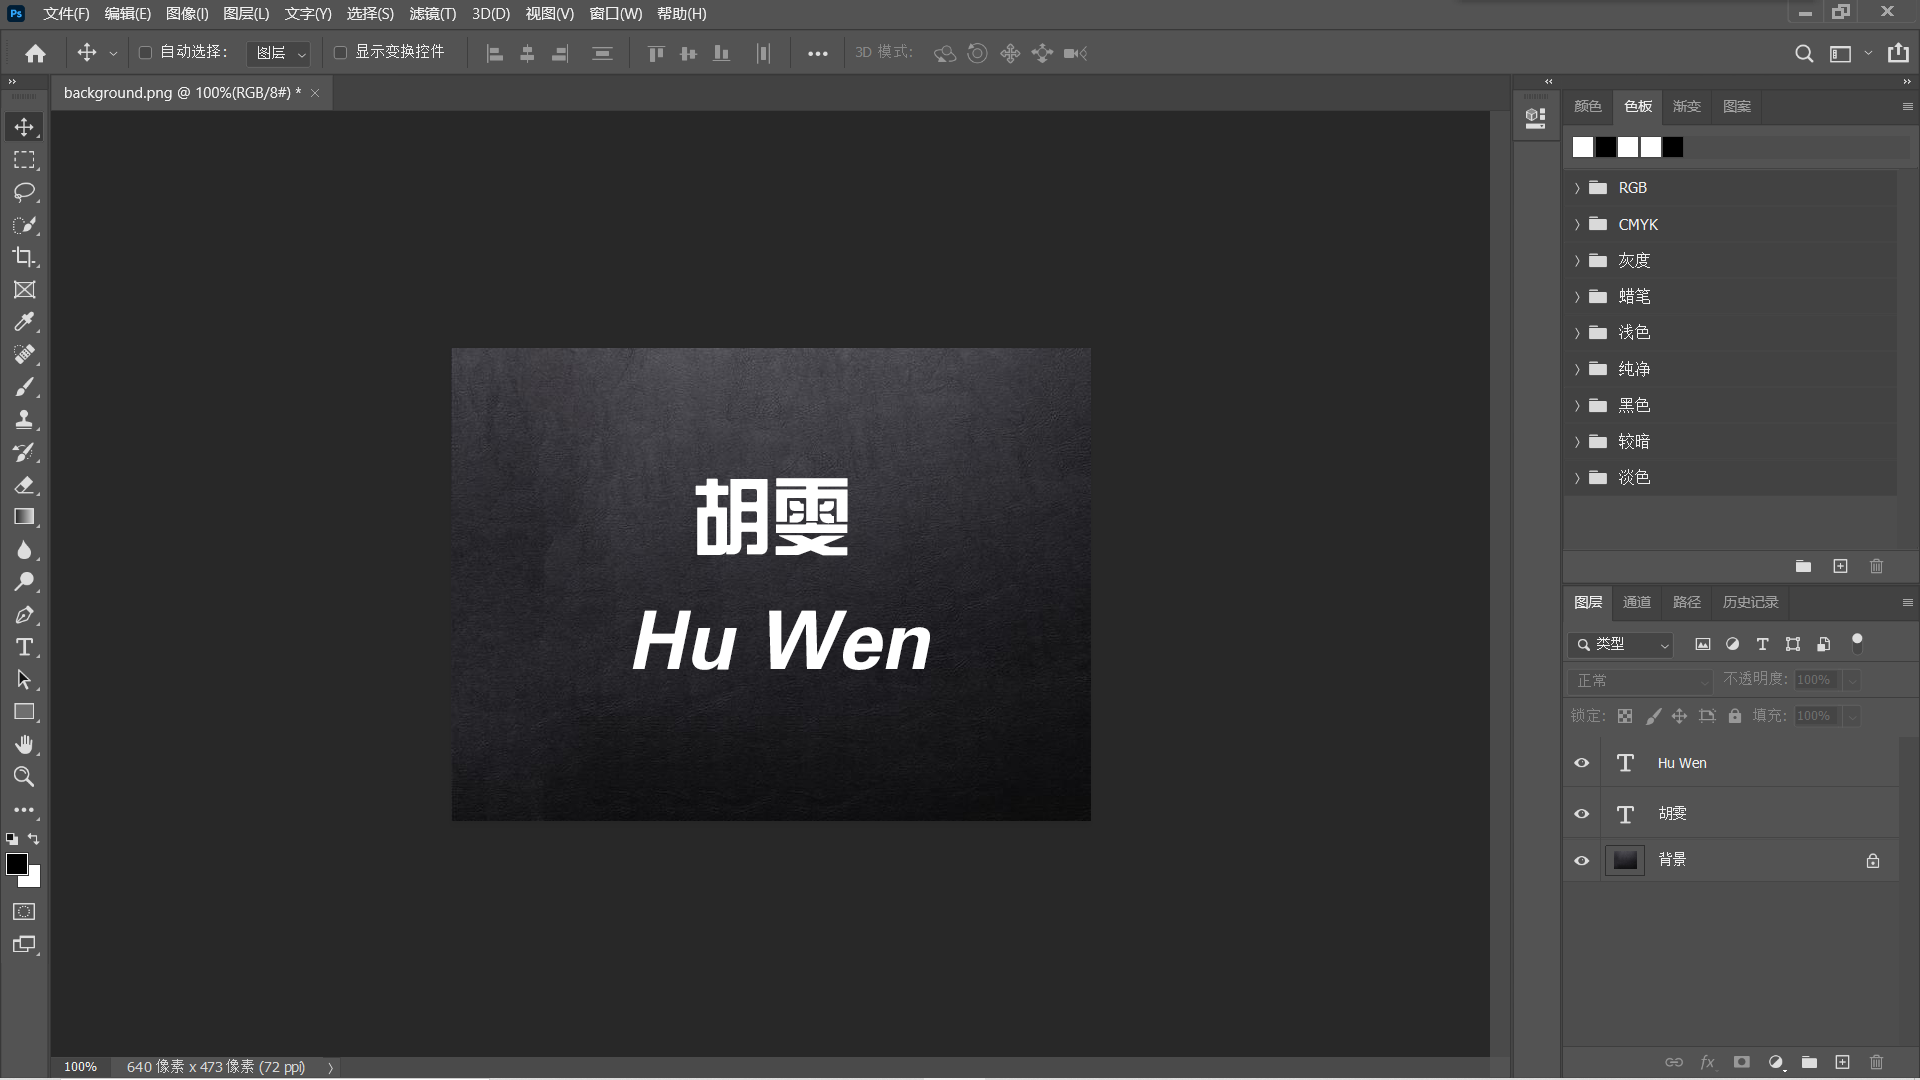 Ps 文件(F) 编辑(E) 图像(I) 图层(L) 文字(Y) 选择(S) 滤镜(T) 3D(D) 视图(V) 窗口(W) 帮助(H)
自动选择： 图层 显示变换控件 3D 模式:
background.png @ 100%(RGB/8#) *
颜色 色板 渐变 图案
RGB
CMYK
灰度
蜡笔
浅色
纯净
黑色
较暗
淡色
胡雯
Hu Wen
图层 通道 路径 历史记录
类型
正常 不透明度: 100%
锁定: 填充: 100%
Hu Wen
胡雯
背景
fx
100% 640 像素 x 473 像素 (72 ppi)